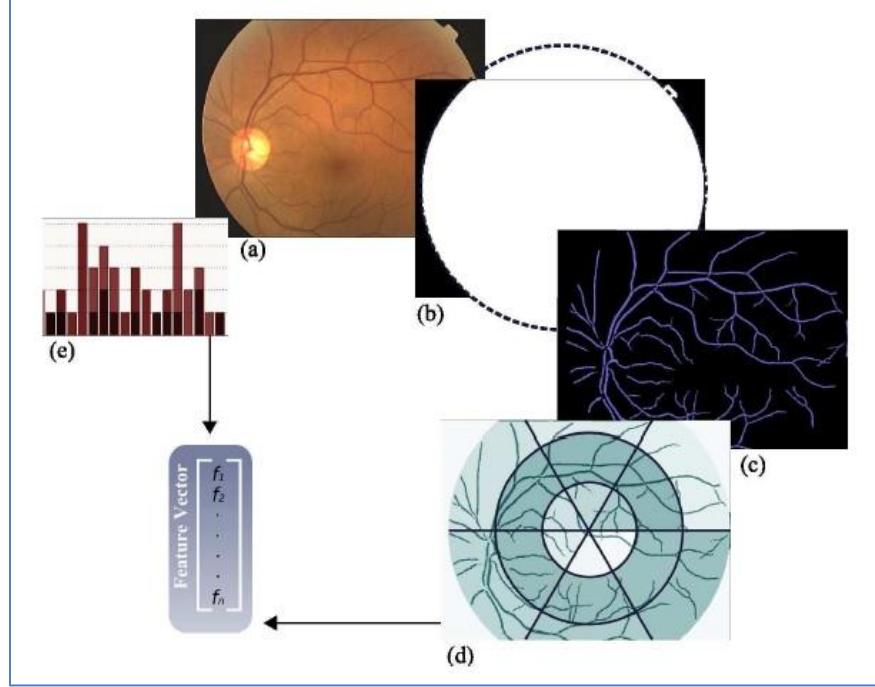 (a)
(b)
(e)
(c)
Feature Vector
f1
f2
.
.
.
.
fn
(d)